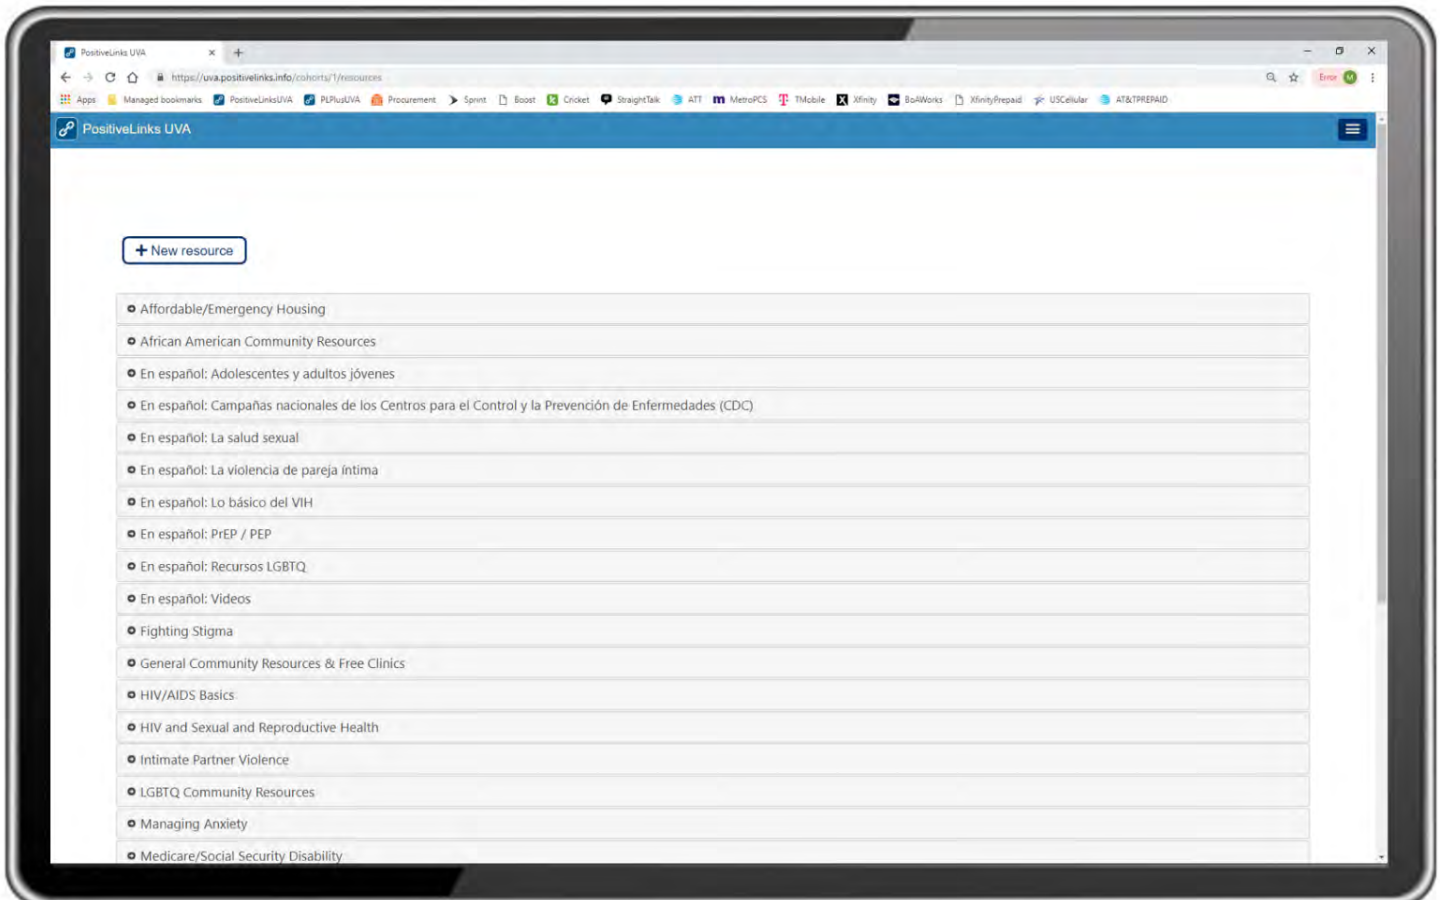 PositiveLinks UVA
https://uva.positivelinks.info/cohorts/1/resources
Error M
Apps Managed bookmarks PositiveLinksUVA PLPlusUVA Procurement Sprint Boost Cricket StraightTalk ATT MetroPCS TMobile Xfinity BoAWorks XfinityPrepaid USCellular AT&TPREPAID
PositiveLinks UVA
New resource
Affordable/Emergency Housing
African American Community Resources
En español: Adolescentes y adultos jóvenes
En español: Campañas nacionales de los Centros para el Control y la Prevención de Enfermedades (CDC)
En español: La salud sexual
En español: La violencia de pareja íntima
En español: Lo básico del VIH
En español: PrEP / PEP
En español: Recursos LGBTQ
En español: Videos
Fighting Stigma
General Community Resources & Free Clinics
HIV/AIDS Basics
HIV and Sexual and Reproductive Health
Intimate Partner Violence
LGBTQ Community Resources
Managing Anxiety
Medicare/Social Security Disability